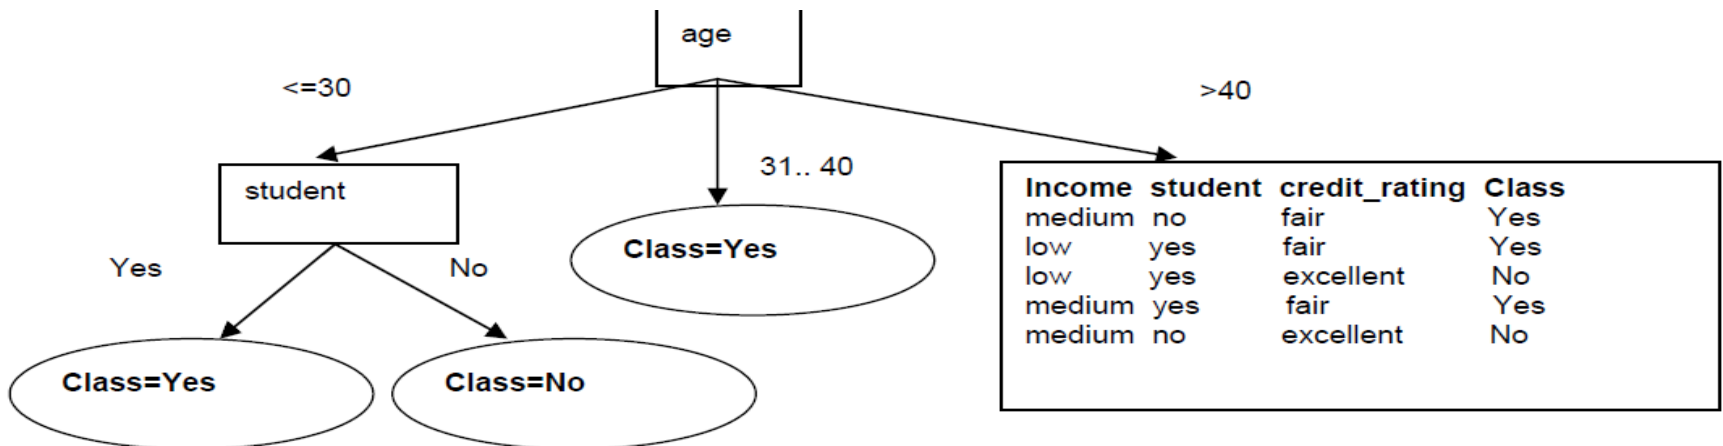 age
<=30
>40
31.. 40
student
Income student credit_rating Class
medium no fair Yes
low yes fair Yes
low yes excellent No
medium yes fair Yes
medium no excellent No
Class=Yes
Yes
No
Class=Yes
Class=No